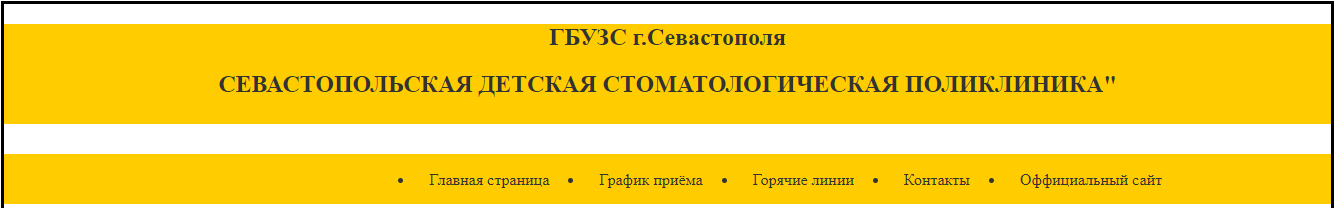 ГБУЗС г.Севастополя
СЕВАСТОПОЛЬСКАЯ ДЕТСКАЯ СТОМАТОЛОГИЧЕСКАЯ ПОЛИКЛИНИКА"
• Главная страница • График приёма • Горячие линии • Контакты • Оффициальный сайт